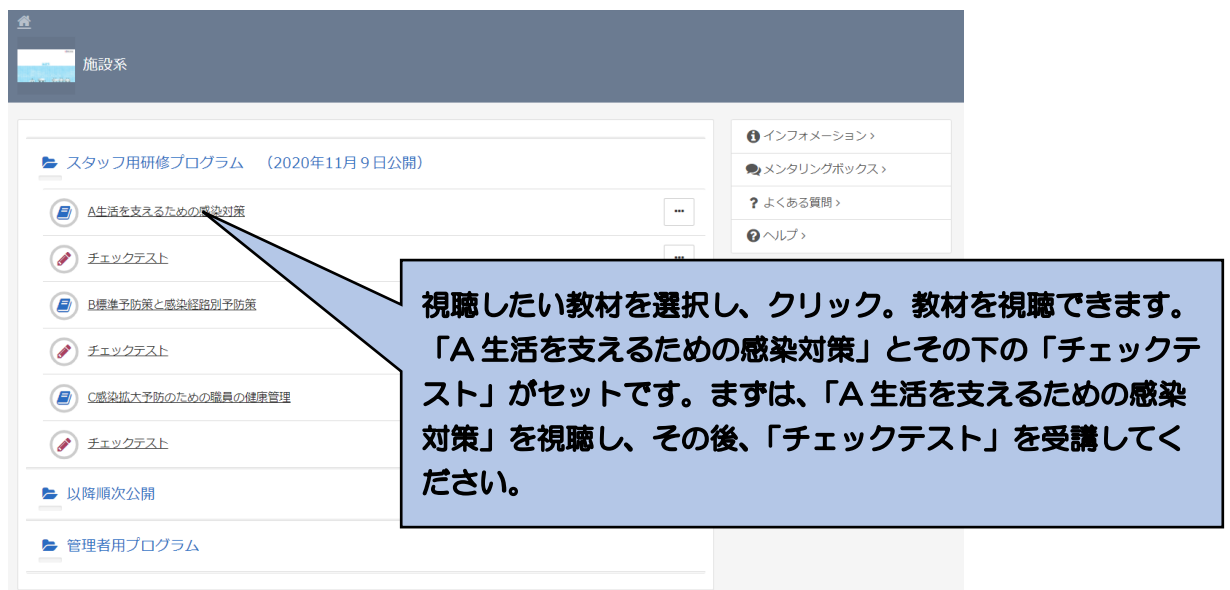 施設系
スタッフ用研修プログラム （2020年11月9日公開）
A生活を支えるための感染対策
チェックテスト
B標準予防策と感染経路別予防策
チェックテスト
C感染拡大予防のための職員の健康管理
チェックテスト
以降順次公開
管理者用プログラム
インフォメーション
メンタリングボックス
よくある質問
ヘルプ
視聴したい教材を選択し、クリック。教材を視聴できます。
「A 生活を支えるための感染対策」とその下の「チェックテ
スト」がセットです。まずは、「A 生活を支えるための感染
対策」を視聴し、その後、「チェックテスト」を受講してく
ださい。